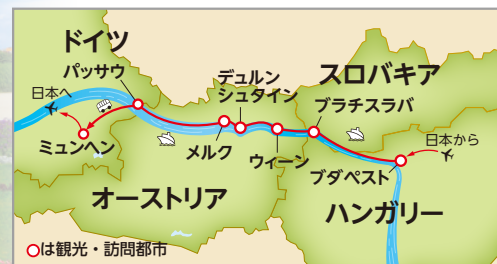 ドイツ
パッサウ
日本へ
ミュンヘン
デュルン
シュタイン
スロバキア
ブラチスラバ
メルク
ウィーン
日本から
ブダペスト
オーストリア
ハンガリー
○は観光・訪問都市